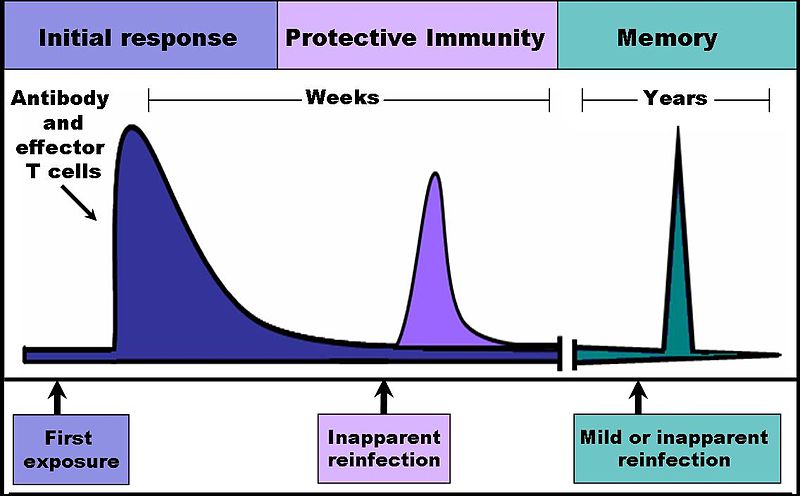 Initial response
Protective Immunity
Memory
Antibody
and
effector
T cells
Weeks
Years
First
exposure
Inapparent
reinfection
Mild or inapparent
reinfection